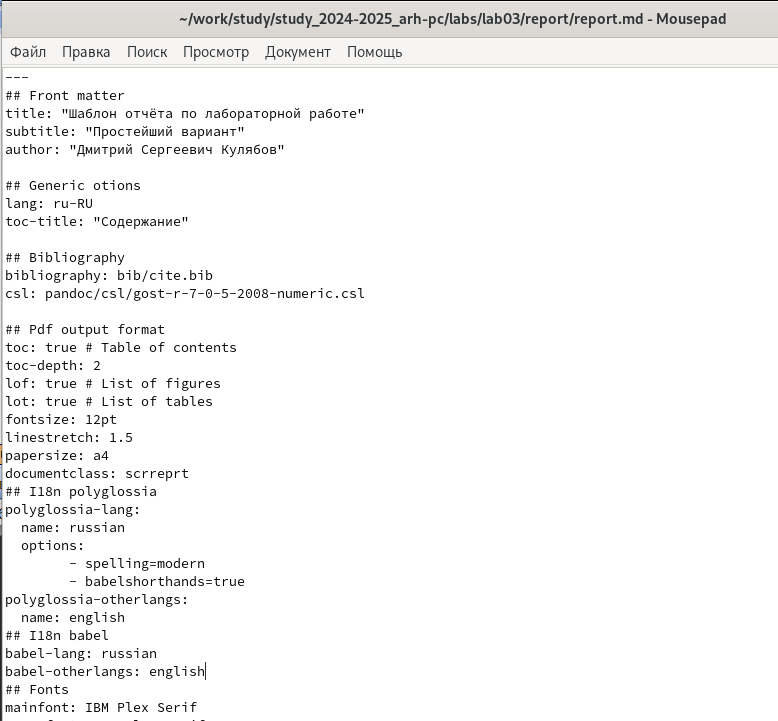 ~/work/study/study_2024-2025_arh-pc/labs/lab03/report/report.md - Mousepad
Файл Правка Поиск Просмотр Документ Помощь
---
## Front matter
title: "Шаблон отчёта по лабораторной работе"
subtitle: "Простейший вариант"
author: "Дмитрий Сергеевич Кулябов"

## Generic otions
lang: ru-RU
toc-title: "Содержание"

## Bibliography
bibliography: bib/cite.bib
csl: pandoc/csl/gost-r-7-0-5-2008-numeric.csl

## Pdf output format
toc: true # Table of contents
toc-depth: 2
lof: true # List of figures
lot: true # List of tables
fontsize: 12pt
linestretch: 1.5
papersize: a4
documentclass: scrreprt
## I18n polyglossia
polyglossia-lang:
  name: russian
  options:
        - spelling=modern
        - babelshorthands=true
polyglossia-otherlangs:
  name: english
## I18n babel
babel-lang: russian
babel-otherlangs: english
## Fonts
mainfont: IBM Plex Serif